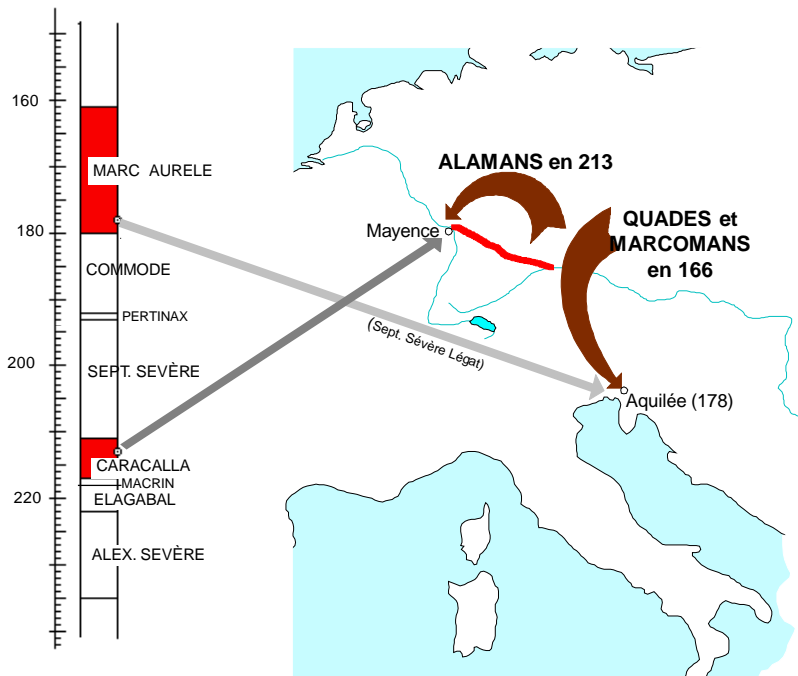 160
180
200
220
MARC AURELE
COMMODE
PERTINAX
SEPT. SEVÈRE
CARACALLA
MACRIN
ELAGABAL
ALEX. SEVÈRE
ALAMANS en 213
Mayence
QUADES et
MARCOMANS
en 166
(Sept. Sévère Légat)
Aquilée (178)